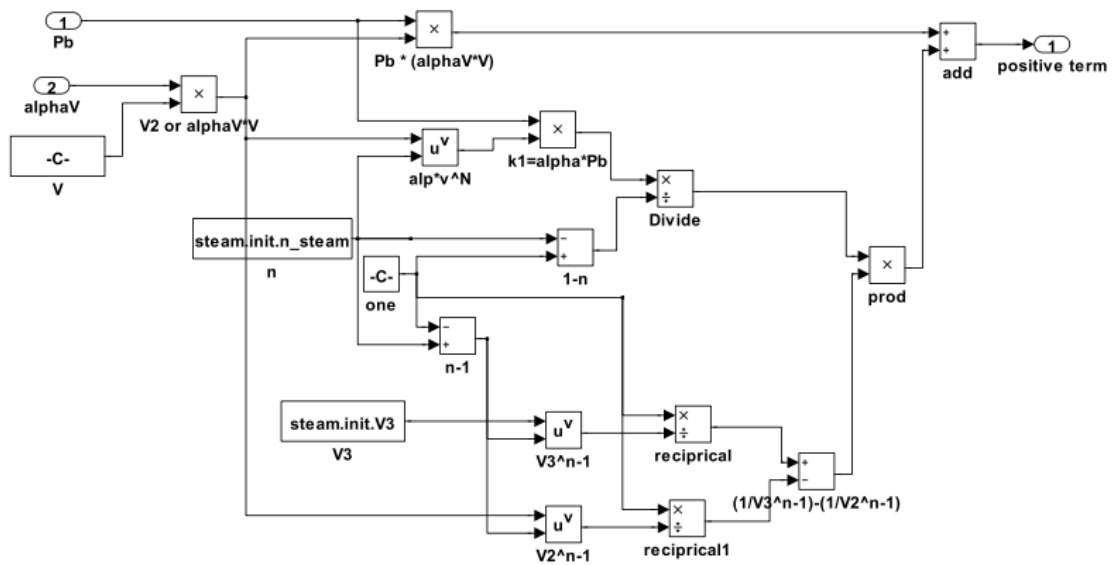 1
Pb
×
Pb * (alphaV*V)
+
+
add
1
positive term
2
alphaV
×
V2 or alphaV*V
-C-
V
u^v
alp*v^N
×
k1=alpha*Pb
×
÷
Divide
steam.init.n_steam
n
-
+
1-n
×
prod
-C-
one
-
+
n-1
steam.init.V3
V3
u^v
V3^n-1
×
÷
reciprical
+
-
(1/V3^n-1)-(1/V2^n-1)
u^v
V2^n-1
×
÷
reciprical1